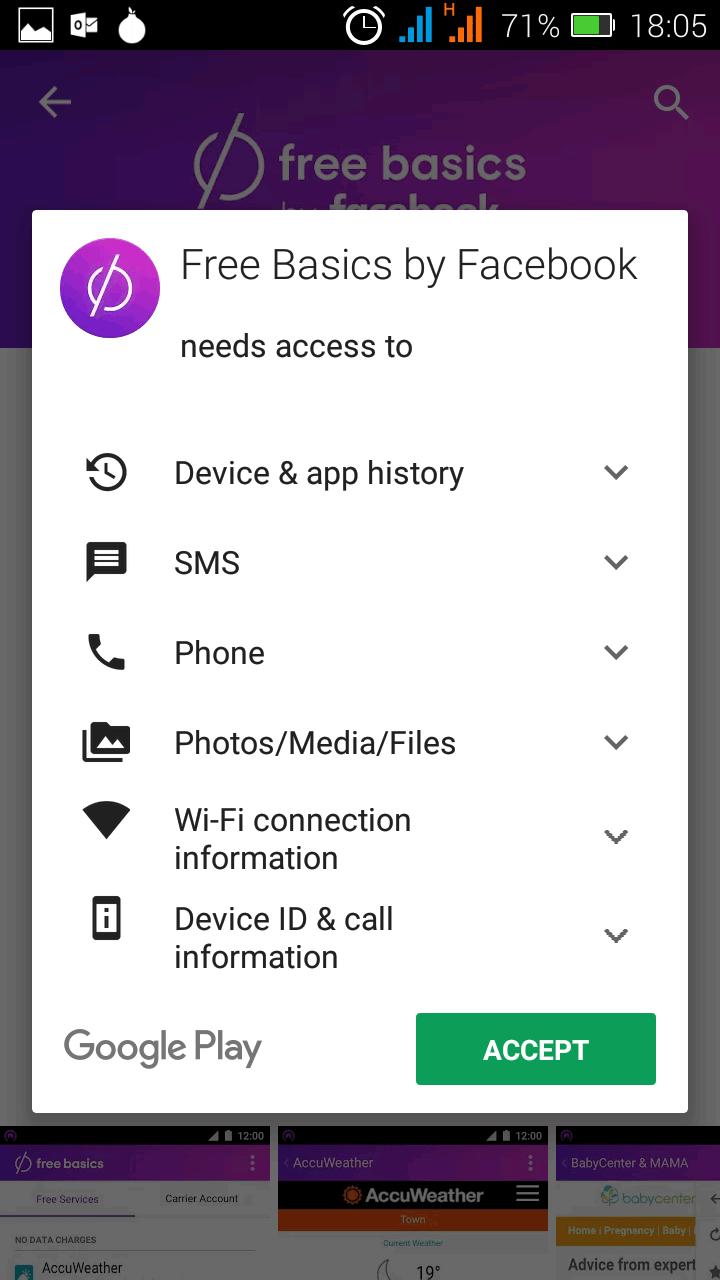 H 71% 18:05
free basics
by facebook
Free Basics by Facebook
needs access to
Device & app history
SMS
Phone
Photos/Media/Files
Wi-Fi connection
information
Device ID & call
information
Google Play
ACCEPT
12:00
free basics
Free Services Carrier Account
NO DATA CHARGES
AccuWeather
12:00
AccuWeather
AccuWeather
Town
Current Weather
19°
BabyCenter & MAMA
babycenter
Home | Pregnancy | Baby |
Advice from expert